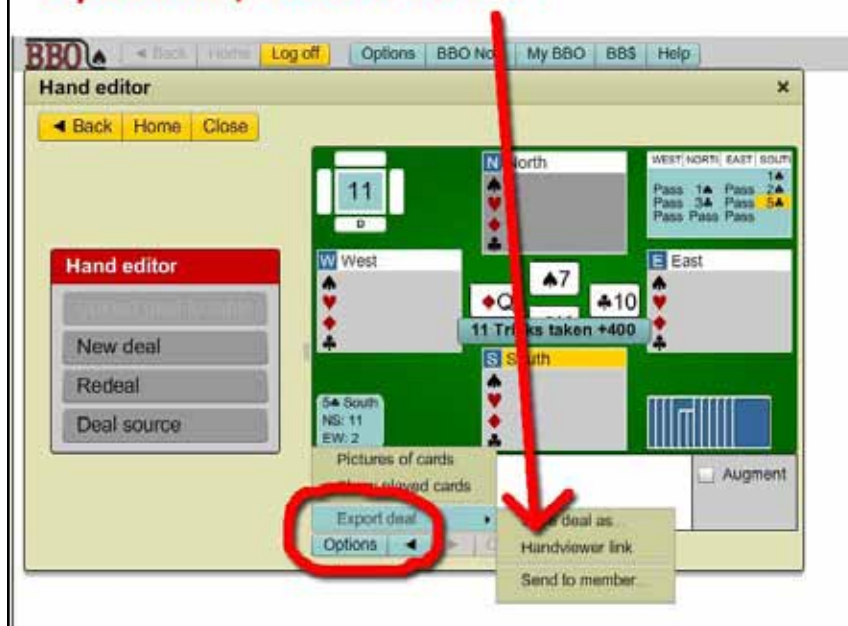 BBO ♠ ◄ Back Home Log off Options BBO My BBO BB$ Help
Hand editor ×
◄ Back Home Close
N North
WEST NORTH EAST SOUTH
1♣
Pass 1♠ Pass 2♣
Pass 3♣ Pass 5♣
Pass Pass Pass
11
D
♠
♥
♦
♣
W West
♠
♥
♦
♣
E East
♠
♥
♦
♣
♠7
♦Q ♣10
11 Tricks taken +400
S South
♠
♥
♦
♣
Hand editor
New deal
Redeal
Deal source
5♣ South
NS: 11
EW: 2
Pictures of cards
played cards
Augment
Export deal
deal as...
Options ◄ ►
Handviewer link
Send to member...